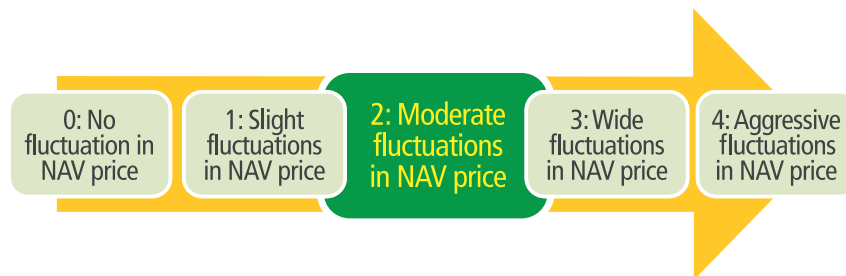 0: No
fluctuation in
NAV price
1: Slight
fluctuations
in NAV price
2: Moderate
fluctuations
in NAV price
3: Wide
fluctuations
in NAV price
4: Aggressive
fluctuations
in NAV price